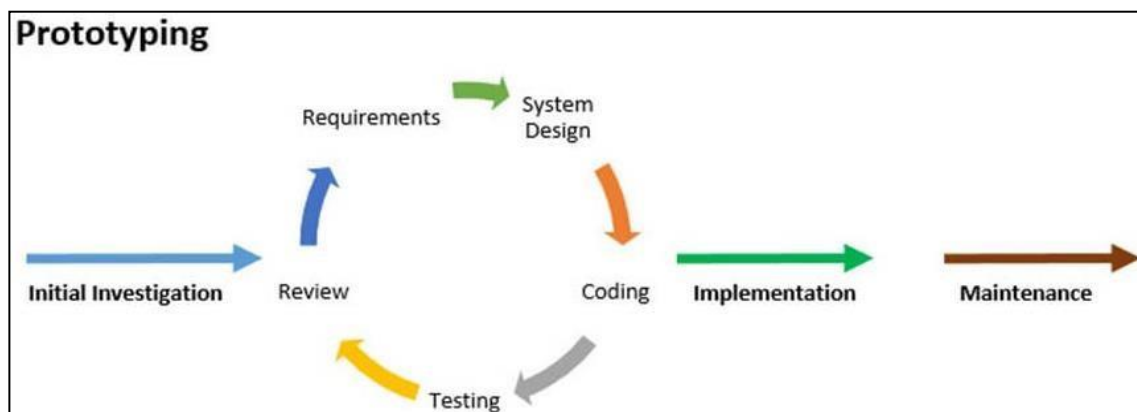 Prototyping
Requirements
System
Design
Initial Investigation
Review
Coding
Implementation
Maintenance
Testing